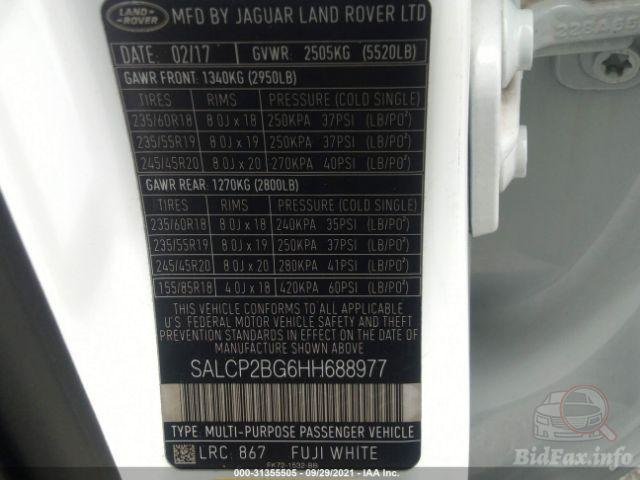 LAND-ROVER
MFD BY JAGUAR LAND ROVER LTD
DATE: 02/17 GVWR: 2505KG (5520LB)
GAWR FRONT: 1340KG (2950LB)
TIRES RIMS PRESSURE (COLD SINGLE)
235/60R18 8.0J x 18 250KPA 37PSI (LB/PO²)
235/55R19 8.0J x 19 250KPA 37PSI (LB/PO²)
245/45R20 8.0J x 20 270KPA 40PSI (LB/PO²)
GAWR REAR: 1270KG (2800LB)
TIRES RIMS PRESSURE (COLD SINGLE)
235/60R18 8.0J x 18 240KPA 35PSI (LB/PO²)
235/55R19 8.0J x 19 250KPA 37PSI (LB/PO²)
245/45R20 8.0J x 20 280KPA 41PSI (LB/PO²)
155/85R18 4.0J x 18 420KPA 60PSI (LB/PO²)
THIS VEHICLE CONFORMS TO ALL APPLICABLE
U'S FEDERAL MOTOR VEHICLE SAFETY AND THEFT
PREVENTION STANDARDS IN EFFECT ON THE DATE
OF MANUFACTURE SHOWN ABOVE.
SALCP2BG6HH688977
TYPE: MULTI-PURPOSE PASSENGER VEHICLE
LRC: 867 FUJI WHITE
FK72-1532-BB
000-31355505 - 09/29/2021 - IAA Inc.
BidFax.info